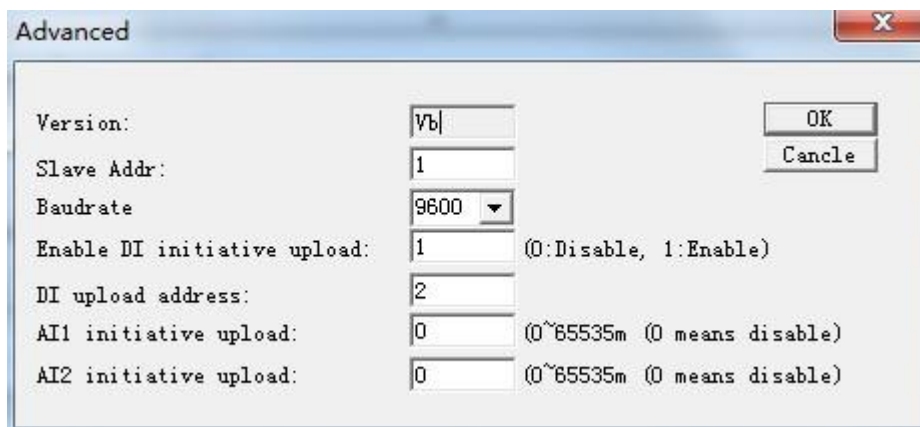 Advanced
Version: Vb OK
Slave Addr: 1 Cancle
Baudrate 9600
Enable DI initiative upload: 1 (0:Disable, 1:Enable)
DI upload address: 2
AI1 initiative upload: 0 (0~65535m (0 means disable)
AI2 initiative upload: 0 (0~65535m (0 means disable)